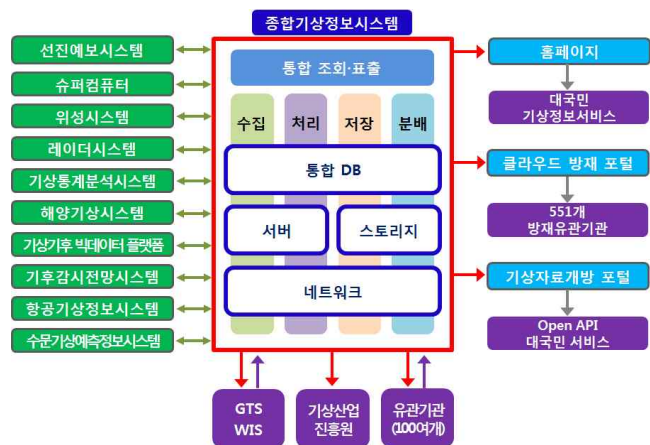 종합기상정보시스템
선진예보시스템
슈퍼컴퓨터
위성시스템
레이더시스템
기상통계분석시스템
해양기상시스템
기상기후 빅데이터 플랫폼
기후감시전망시스템
항공기상정보시스템
수문기상예측정보시스템
통합 조회·표출
수집
처리
저장
분배
통합 DB
서버
스토리지
네트워크
홈페이지
대국민
기상정보서비스
클라우드 방재 포털
551개
방재유관기관
기상자료개방 포털
Open API
대국민 서비스
GTS
WIS
기상산업
진흥원
유관기관
(100여개)